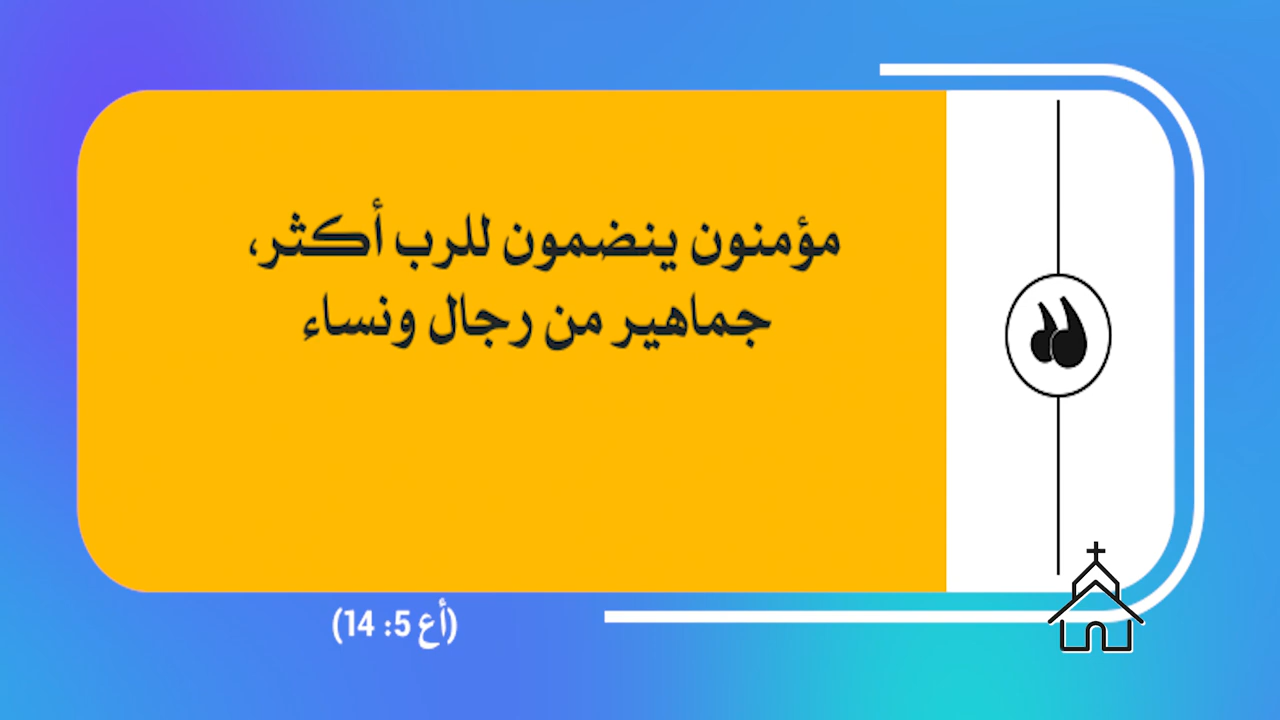 مؤمنون ينضمون للرب أكثر،
جماهير من رجال ونساء
(أع 5: 14)